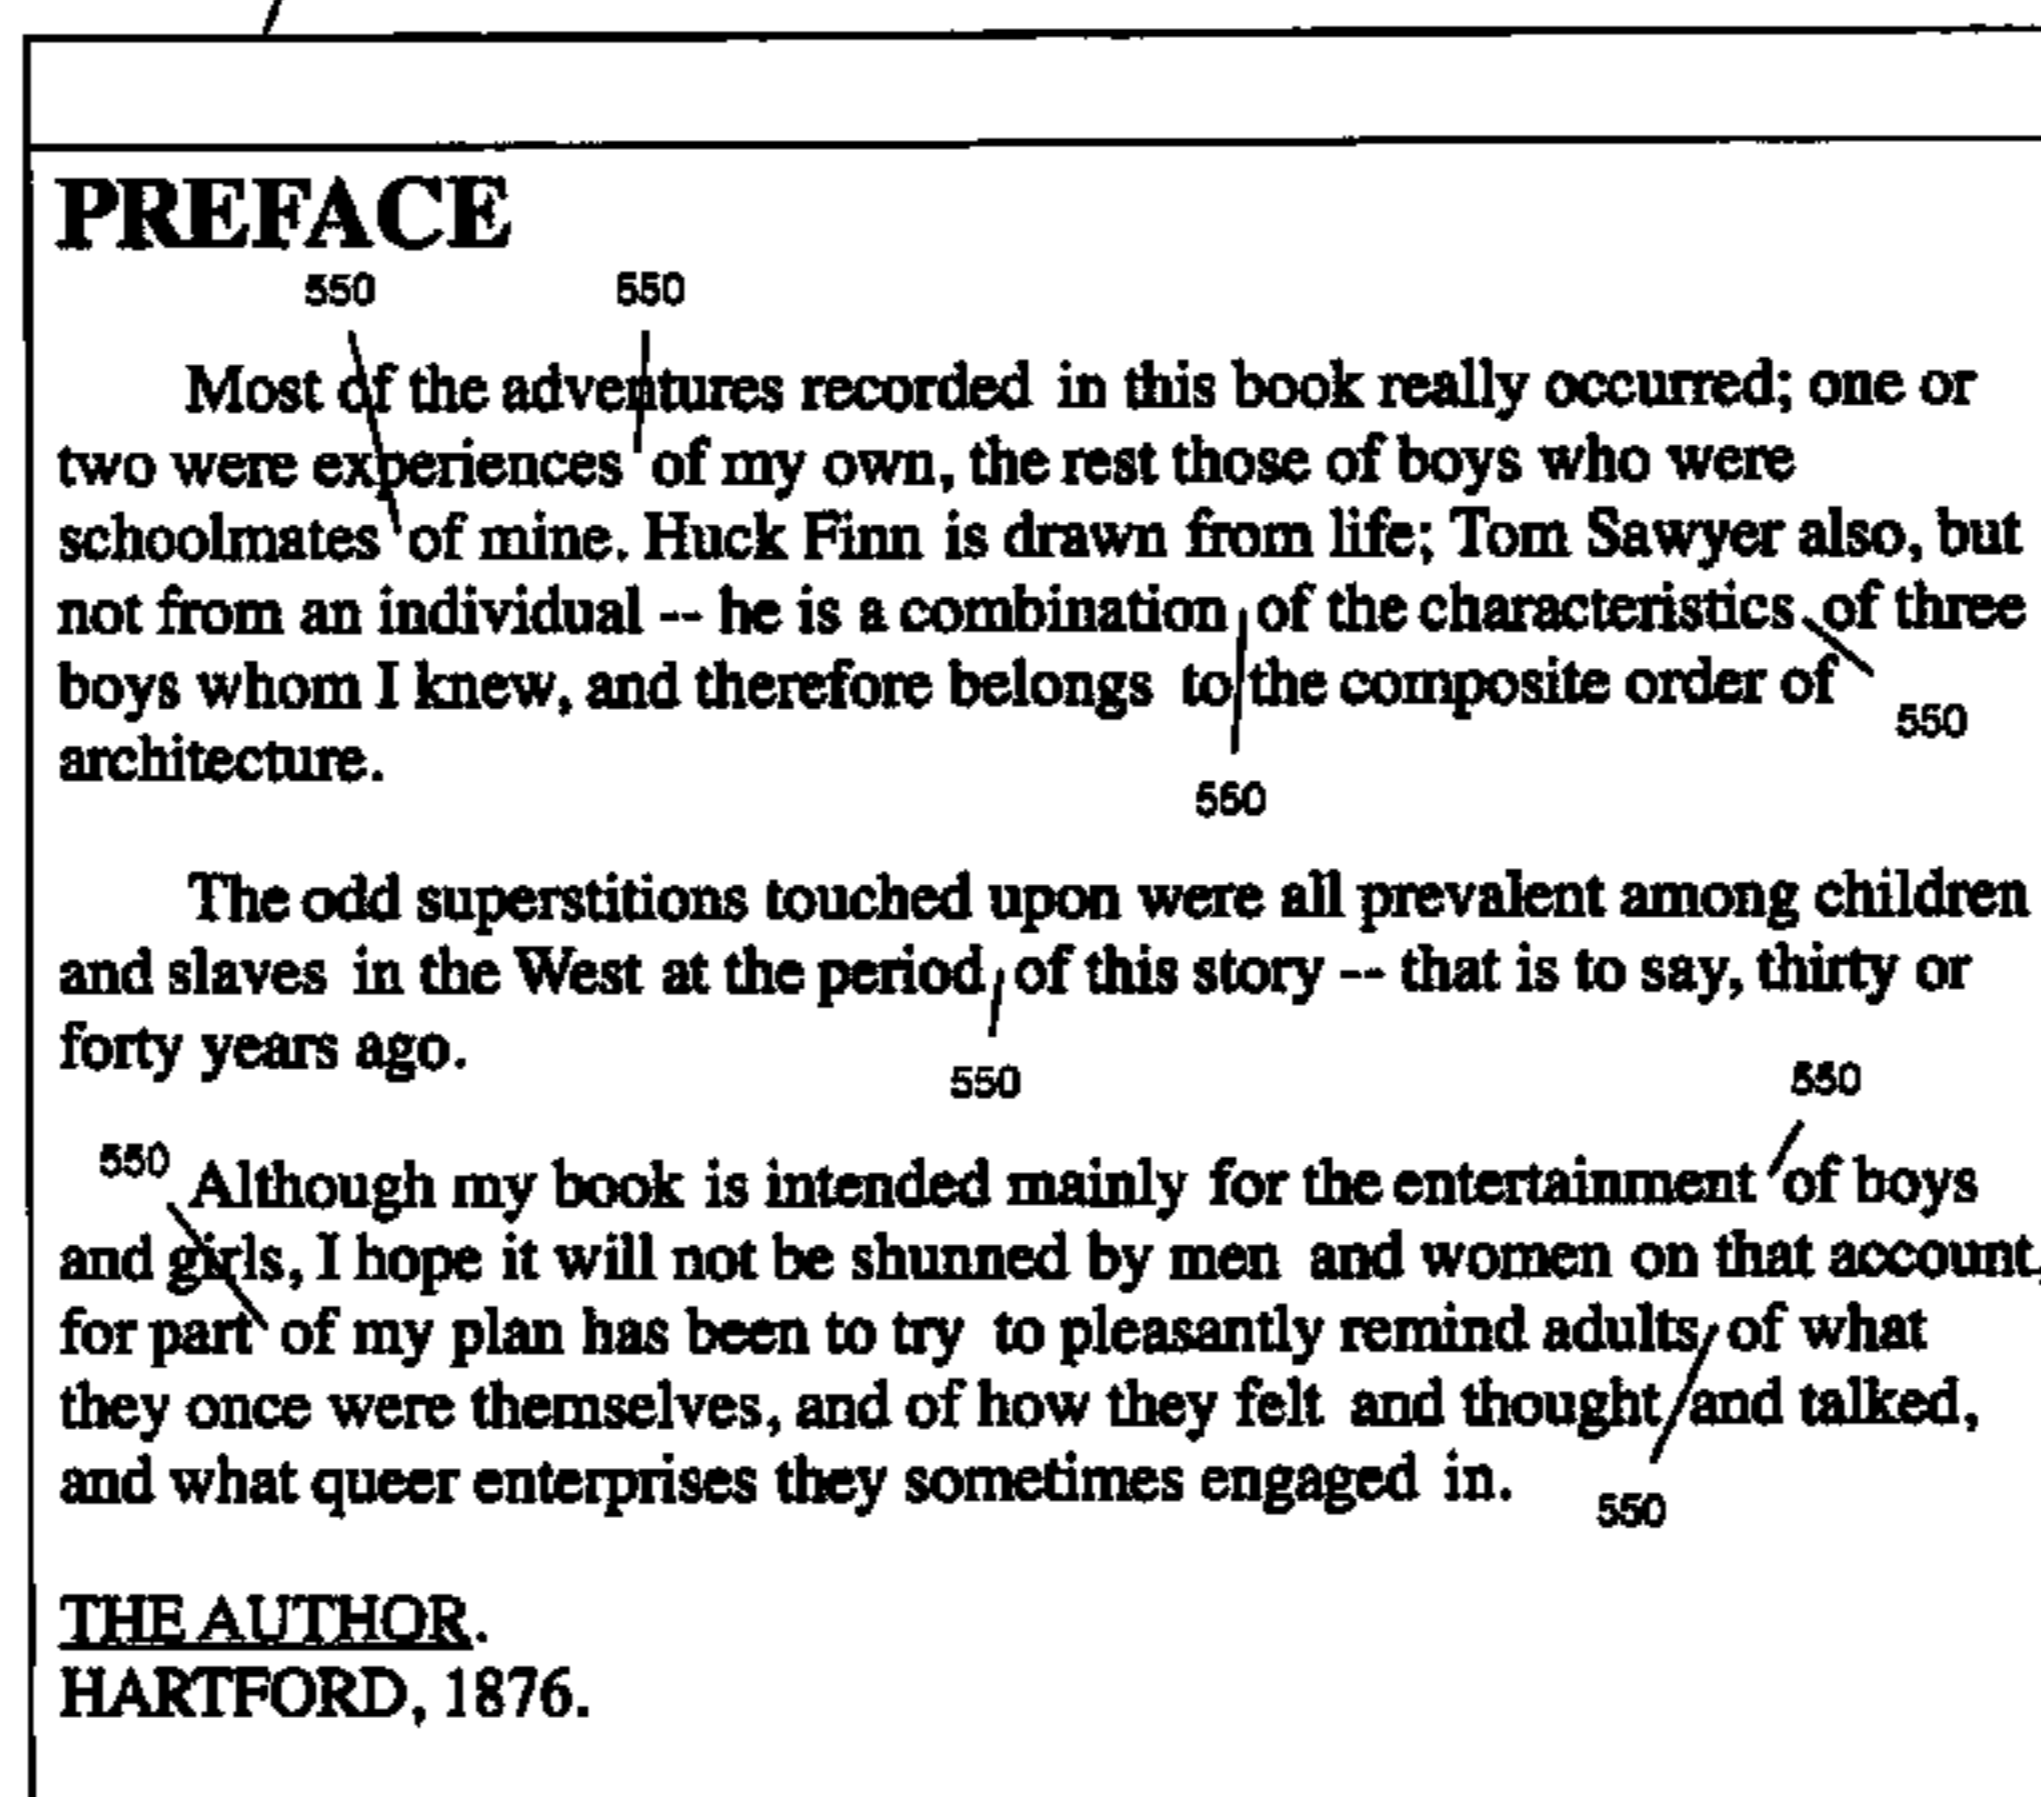 PREFACE
550 550
Most of the adventures recorded in this book really occurred; one or
two were experiences of my own, the rest those of boys who were
schoolmates of mine. Huck Finn is drawn from life; Tom Sawyer also, but
not from an individual -- he is a combination of the characteristics of three
boys whom I knew, and therefore belongs to the composite order of
550
architecture.
550
The odd superstitions touched upon were all prevalent among children
and slaves in the West at the period of this story -- that is to say, thirty or
forty years ago.
550 550
550 Although my book is intended mainly for the entertainment of boys
and girls, I hope it will not be shunned by men and women on that account,
for part of my plan has been to try to pleasantly remind adults of what
they once were themselves, and of how they felt and thought and talked,
and what queer enterprises they sometimes engaged in.
550
THE AUTHOR.
HARTFORD, 1876.